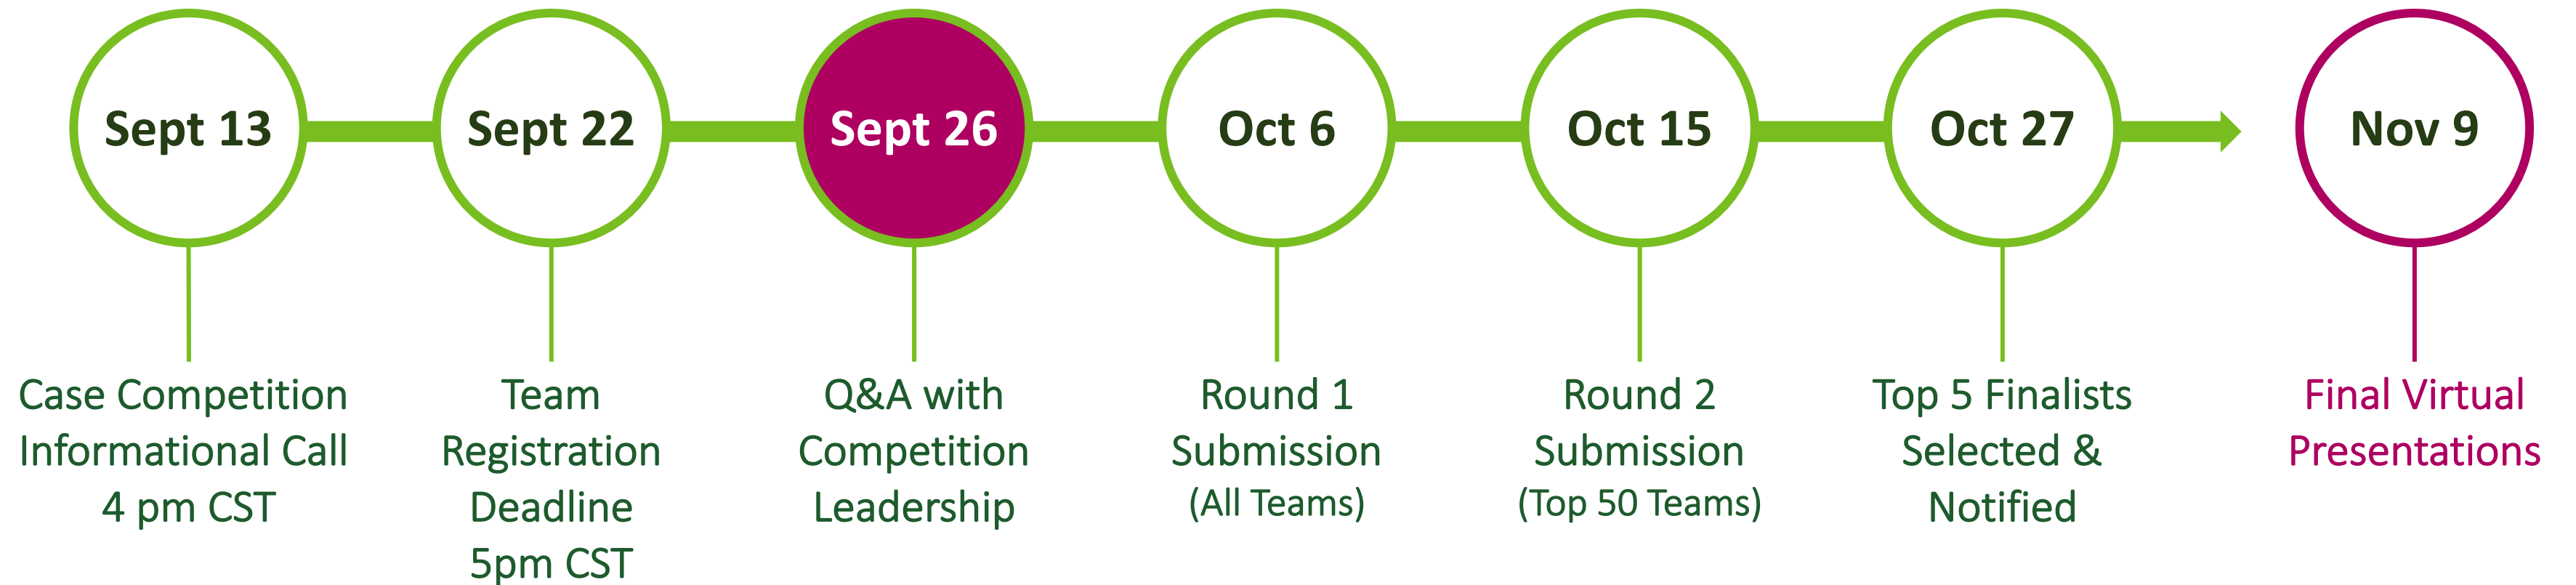 Sept 13
Sept 22
Sept 26
Oct 6
Oct 15
Oct 27
Nov 9
Case Competition
Informational Call
4 pm CST
Team
Registration
Deadline
5pm CST
Q&A with
Competition
Leadership
Round 1
Submission
(All Teams)
Round 2
Submission
(Top 50 Teams)
Top 5 Finalists
Selected &
Notified
Final Virtual
Presentations